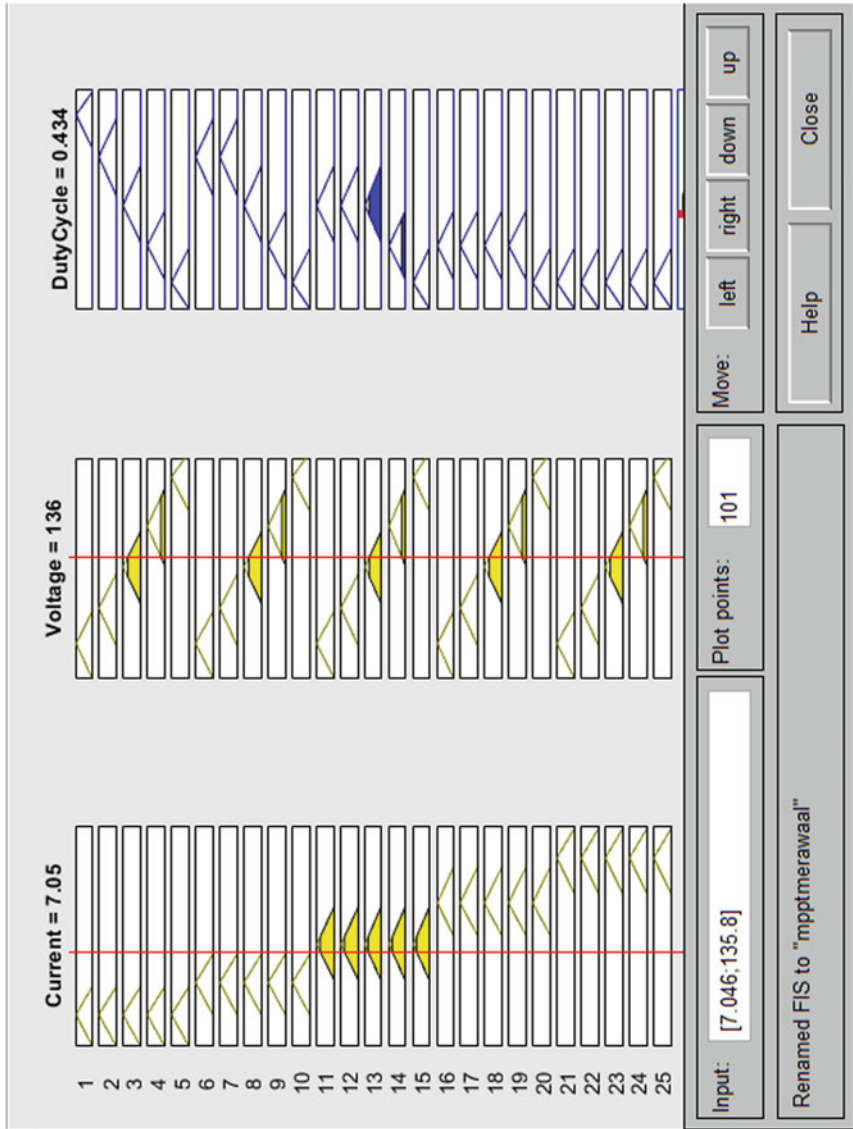 Current = 7.05
Voltage = 136
DutyCycle = 0.434
1
2
3
4
5
6
7
8
9
10
11
12
13
14
15
16
17
18
19
20
21
22
23
24
25
Input:
[7.046;135.8]
Plot points:
101
Move:
left
right
down
up
Renamed FIS to "mpptmerawaal"
Help
Close